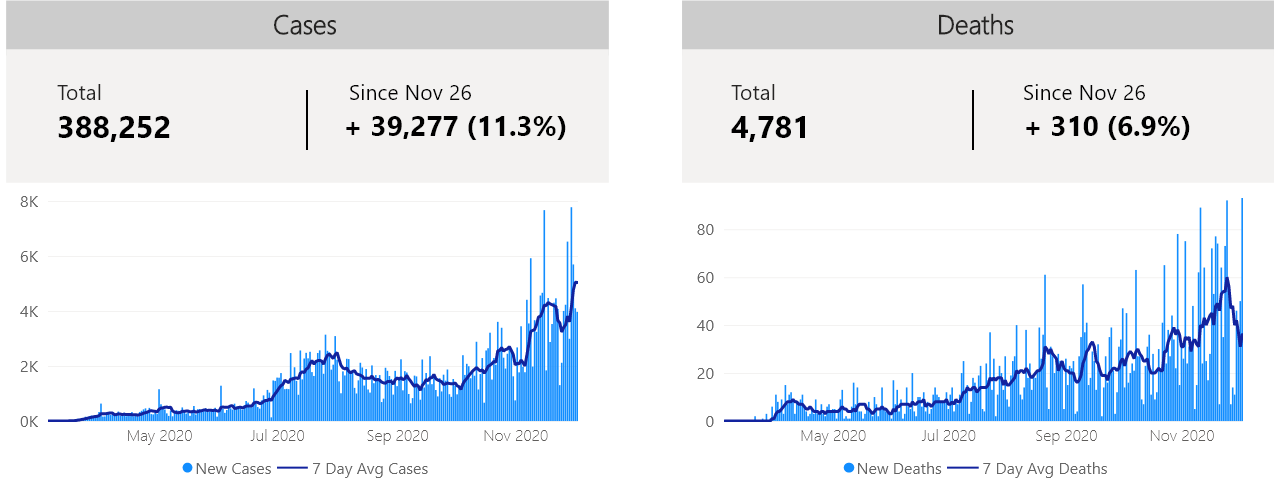 Cases
Total
388,252
Since Nov 26
+ 39,277 (11.3%)
8K
6K
4K
2K
0K
May 2020 Jul 2020 Sep 2020 Nov 2020
New Cases 7 Day Avg Cases
Deaths
Total
4,781
Since Nov 26
+ 310 (6.9%)
80
60
40
20
0
May 2020 Jul 2020 Sep 2020 Nov 2020
New Deaths 7 Day Avg Deaths